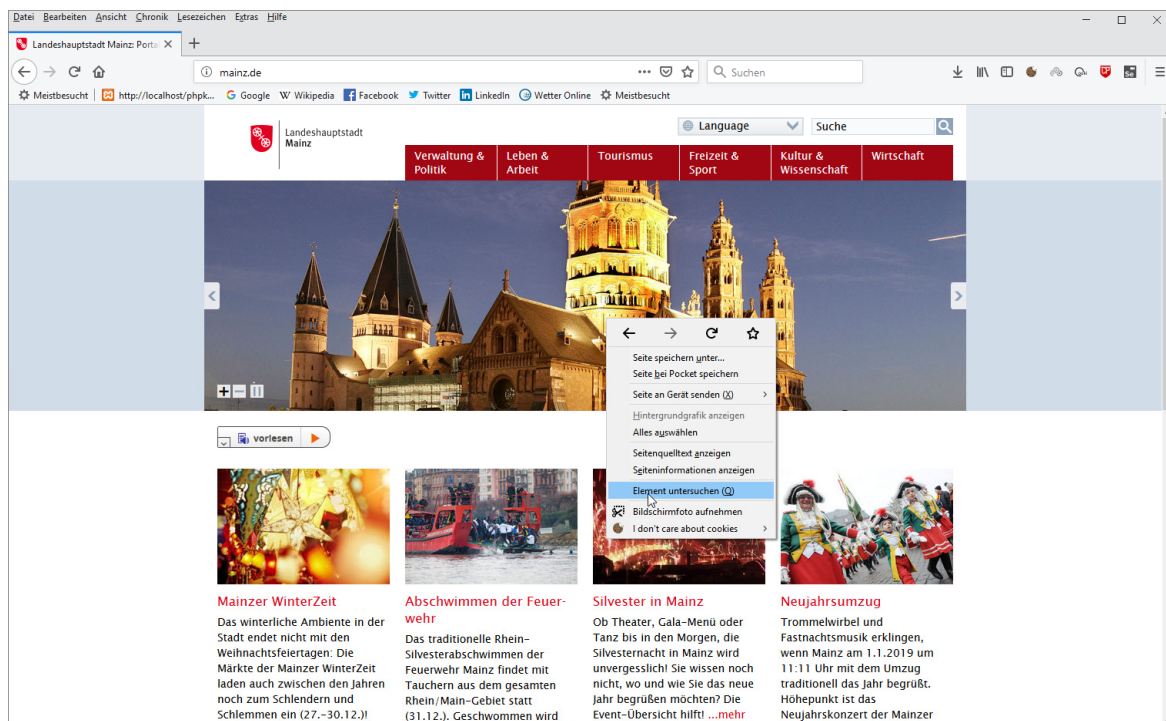 Datei Bearbeiten Ansicht Chronik Lesezeichen Extras Hilfe
Landeshauptstadt Mainz: Porta
mainz.de
Suchen
Meistbesucht http://localhost/phpk... Google Wikipedia Facebook Twitter LinkedIn Wetter Online Meistbesucht
Landeshauptstadt
Mainz
Language
Suche
Verwaltung &
Politik
Leben &
Arbeit
Tourismus
Freizeit &
Sport
Kultur &
Wissenschaft
Wirtschaft
Seite speichern unter...
Seite bei Pocket speichern
Seite an Gerät senden (X)
Hintergrundgrafik anzeigen
Alles auswählen
Seitenquelltext anzeigen
Seiteninformationen anzeigen
Element untersuchen (Q)
Bildschirmfoto aufnehmen
I don't care about cookies
vorlesen
Mainzer WinterZeit
Das winterliche Ambiente in der
Stadt endet nicht mit den
Weihnachtsfeiertagen: Die
Märkte der Mainzer WinterZeit
laden auch zwischen den Jahren
noch zum Schlendern und
Schlemmen ein (27.-30.12.)!
Abschwimmen der Feuer-
wehr
Das traditionelle Rhein-
Silvesterabschwimmen der
Feuerwehr Mainz findet mit
Tauchern aus dem gesamten
Rhein/Main-Gebiet statt
(31.12.). Geschwommen wird
Silvester in Mainz
Ob Theater, Gala-Menü oder
Tanz bis in den Morgen, die
Silvesternacht in Mainz wird
unvergesslich! Sie wissen noch
nicht, wo und wie Sie das neue
Jahr begrüßen möchten? Die
Event-Übersicht hilft! ...mehr
Neujahrsumzug
Trommelwirbel und
Fastnachtsmusik erklingen,
wenn Mainz am 1.1.2019 um
11:11 Uhr mit dem Umzug
traditionell das Jahr begrüßt.
Höhepunkt ist das
Neujahrskonzert der Mainzer